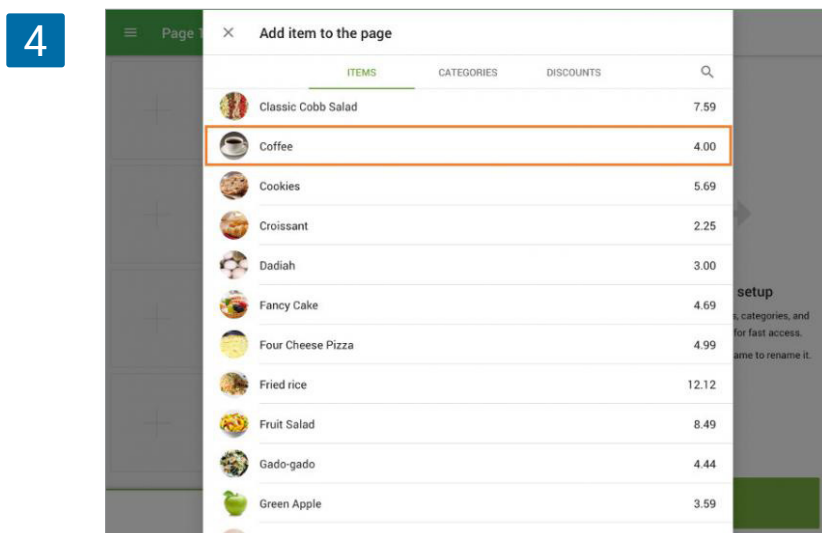 4
Page 1
Add item to the page
ITEMS CATEGORIES DISCOUNTS
Classic Cobb Salad 7.59
Coffee 4.00
Cookies 5.69
Croissant 2.25
Dadiah 3.00
Fancy Cake 4.69
Four Cheese Pizza 4.99
Fried rice 12.12
Fruit Salad 8.49
Gado-gado 4.44
Green Apple 3.59
setup
, categories, and
for fast access.
ame to rename it.